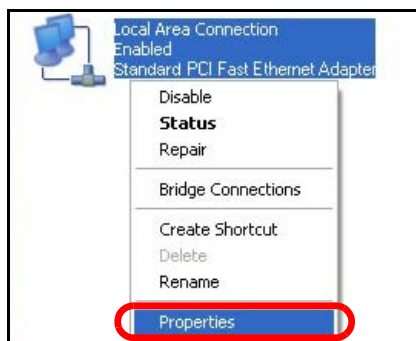 Local Area Connection
Enabled
Standard PCI Fast Ethernet Adapter
Disable
Status
Repair
Bridge Connections
Create Shortcut
Delete
Rename
Properties